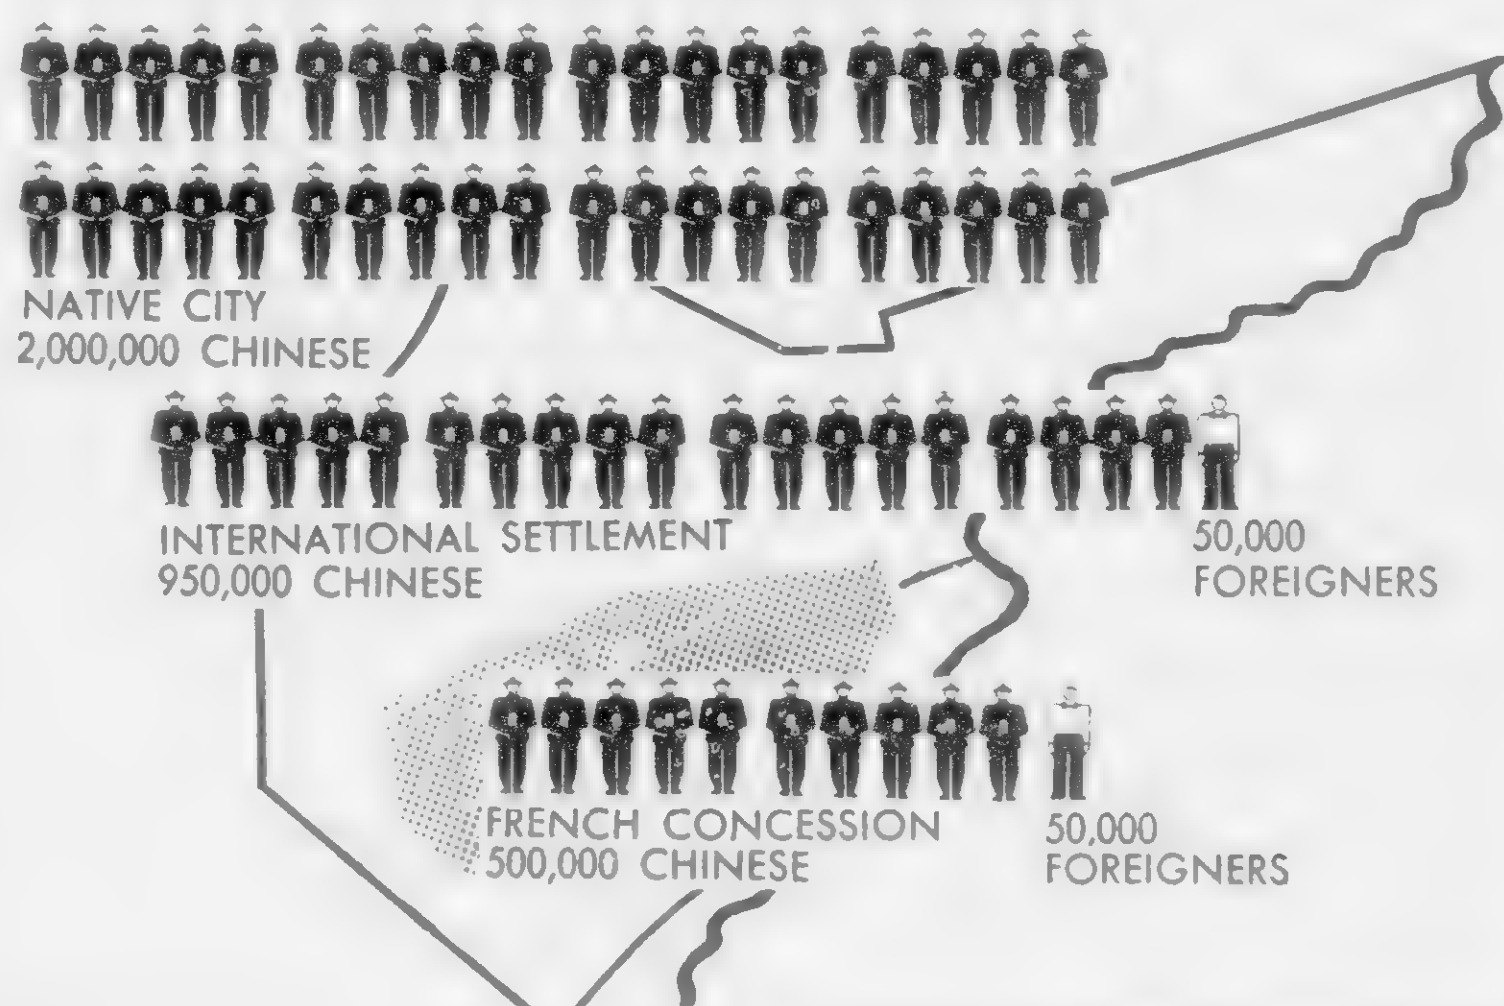 NATIVE CITY
2,000,000 CHINESE
INTERNATIONAL SETTLEMENT
950,000 CHINESE
50,000
FOREIGNERS
FRENCH CONCESSION
500,000 CHINESE
50,000
FOREIGNERS